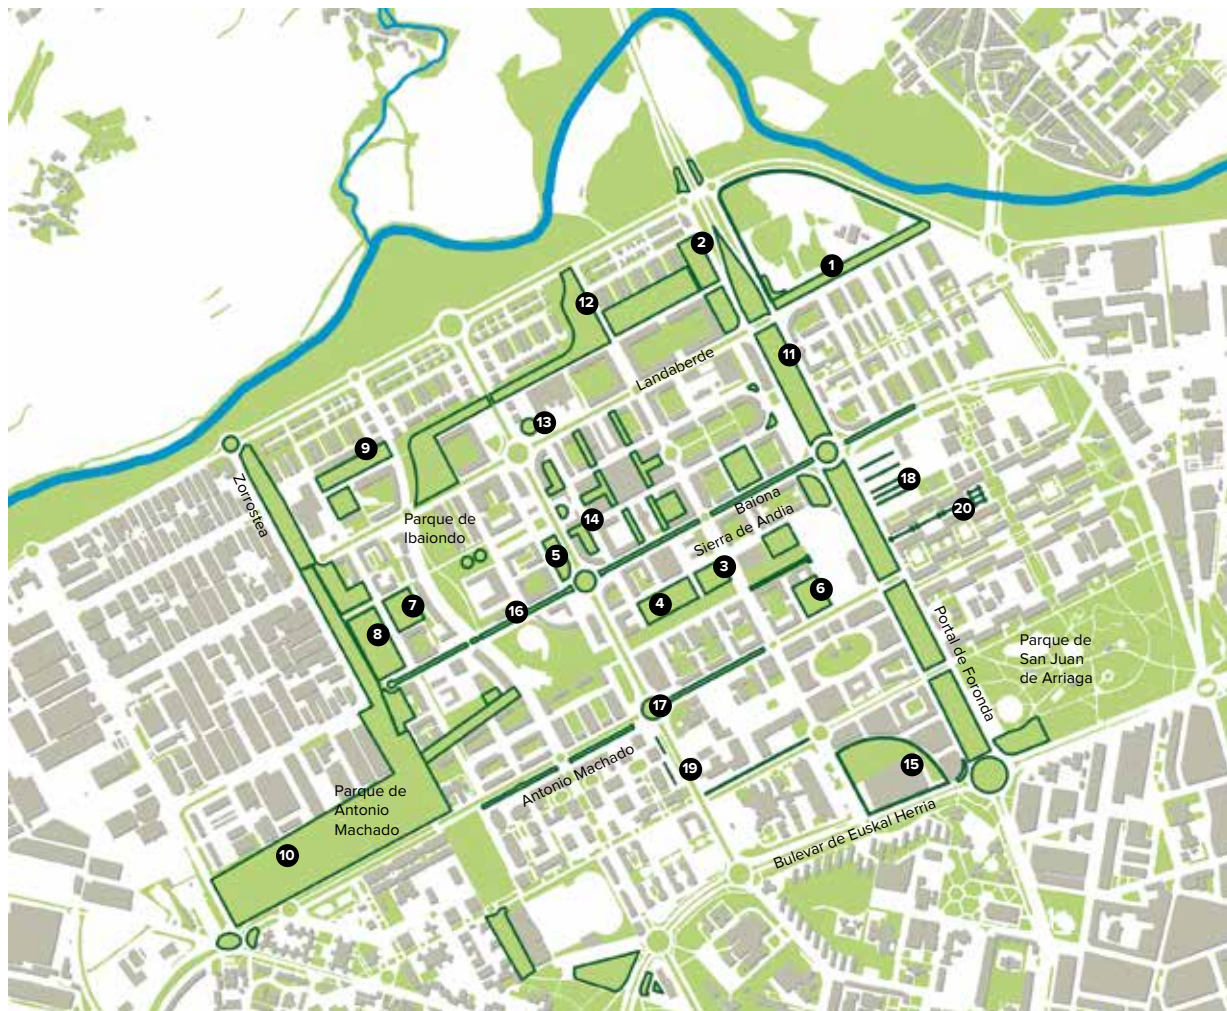 2
1
12
11
Landaberde
13
9
18
Zorrostea
Baiona
20
Parque de
Ibaiondo
14
Sierra de Andia
5
3
6
7
4
16
8
Portal de Foronda
Parque de
San Juan
de Arriaga
17
19
15
Antonio Machado
Parque de
Antonio
Machado
Bulevar de Euskal Herria
10